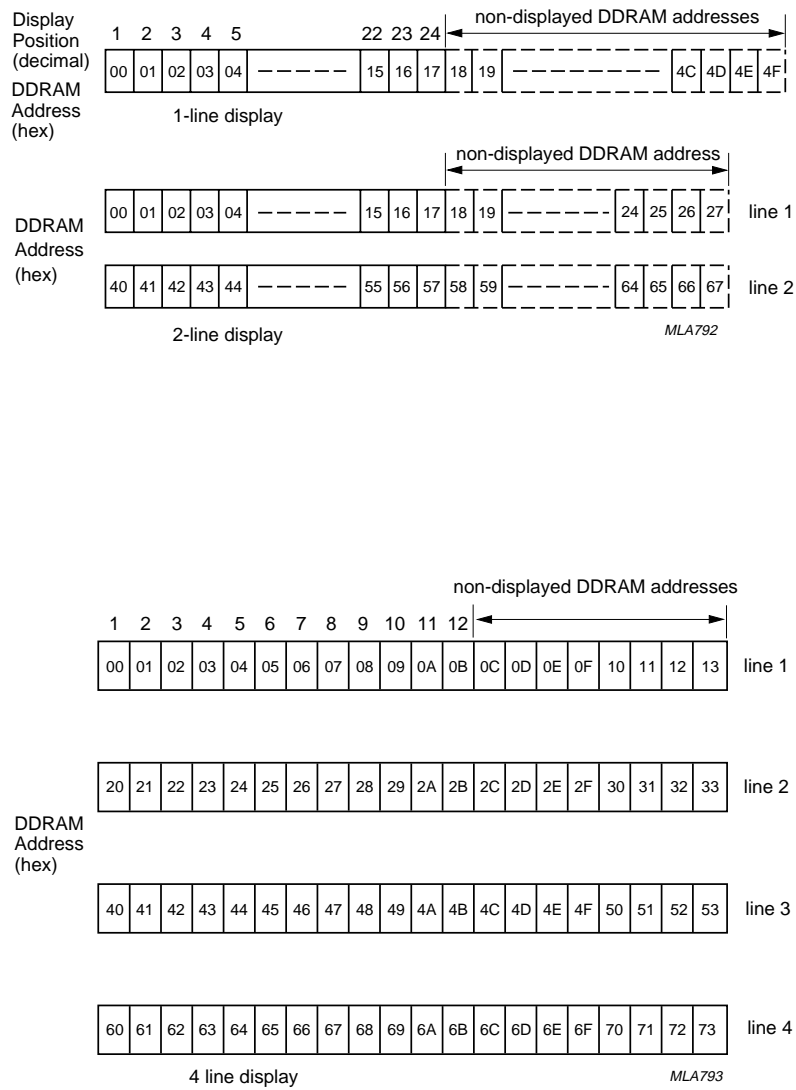 Display
Position
(decimal)
1 2 3 4 5 22 23 24
non-displayed DDRAM addresses
DDRAM
Address
(hex)
00 01 02 03 04 15 16 17 18 19 4C 4D 4E 4F
1-line display
non-displayed DDRAM address
DDRAM
Address
(hex)
00 01 02 03 04 15 16 17 18 19 24 25 26 27 line 1
40 41 42 43 44 55 56 57 58 59 64 65 66 67 line 2
2-line display
MLA792
non-displayed DDRAM addresses
1 2 3 4 5 6 7 8 9 10 11 12
00 01 02 03 04 05 06 07 08 09 0A 0B 0C 0D 0E 0F 10 11 12 13 line 1
20 21 22 23 24 25 26 27 28 29 2A 2B 2C 2D 2E 2F 30 31 32 33 line 2
DDRAM
Address
(hex)
40 41 42 43 44 45 46 47 48 49 4A 4B 4C 4D 4E 4F 50 51 52 53 line 3
60 61 62 63 64 65 66 67 68 69 6A 6B 6C 6D 6E 6F 70 71 72 73 line 4
4 line display
MLA793